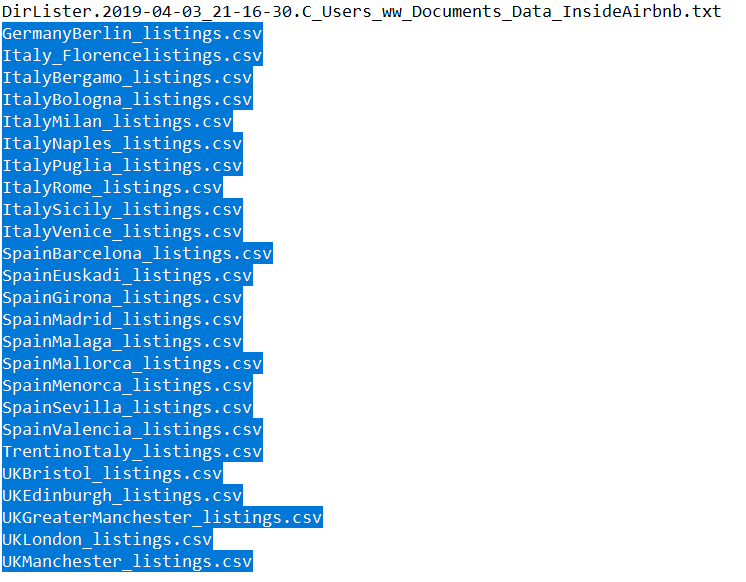 DirLister.2019-04-03_21-16-30.C_Users_ww_Documents_Data_InsideAirbnb.txt
GermanyBerlin_listings.csv
Italy_Florencelistings.csv
ItalyBergamo_listings.csv
ItalyBologna_listings.csv
ItalyMilan_listings.csv
ItalyNaples_listings.csv
ItalyPuglia_listings.csv
ItalyRome_listings.csv
ItalySicily_listings.csv
ItalyVenice_listings.csv
SpainBarcelona_listings.csv
SpainEuskadi_listings.csv
SpainGirona_listings.csv
SpainMadrid_listings.csv
SpainMalaga_listings.csv
SpainMallorca_listings.csv
SpainMenorca_listings.csv
SpainSevilla_listings.csv
SpainValencia_listings.csv
TrentinoItaly_listings.csv
UKBristol_listings.csv
UKEdinburgh_listings.csv
UKGreaterManchester_listings.csv
UKLondon_listings.csv
UKManchester_listings.csv